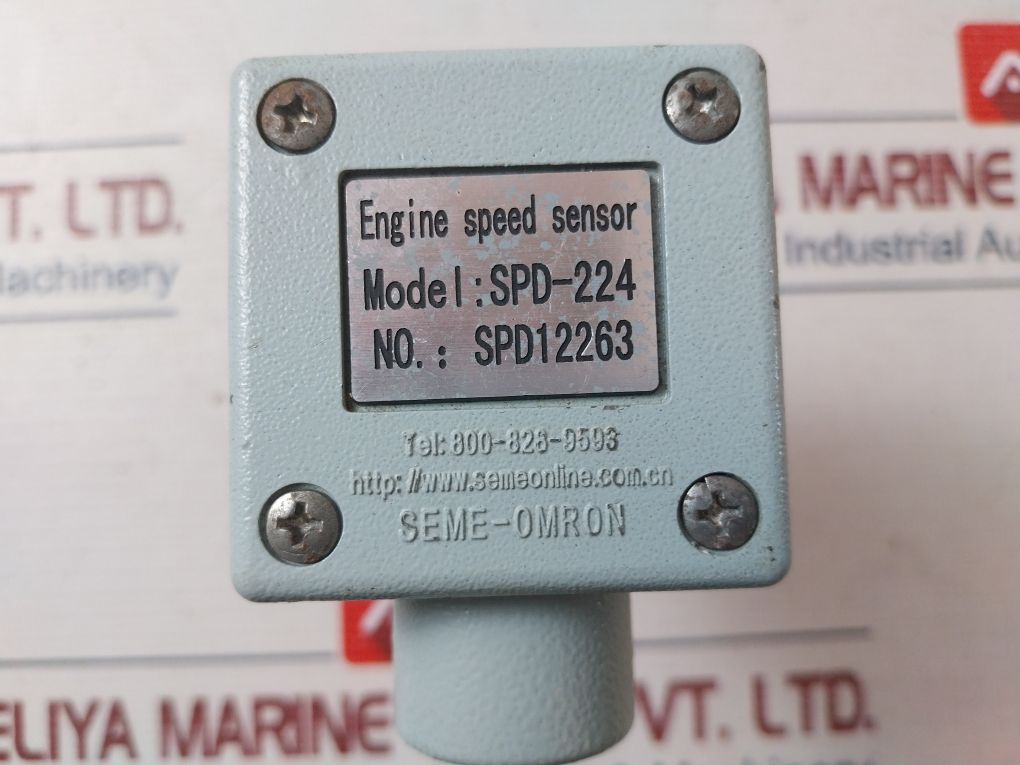 T. LTD.
Machinery
MARINE
Industrial Au
Engine speed sensor
Model:SPD-224
NO.: SPD12263
Tel: 800-828-9593
http://www.semeonline.com.cn
SEME-OMRON
ELIYA MARINE
VT. LTD.